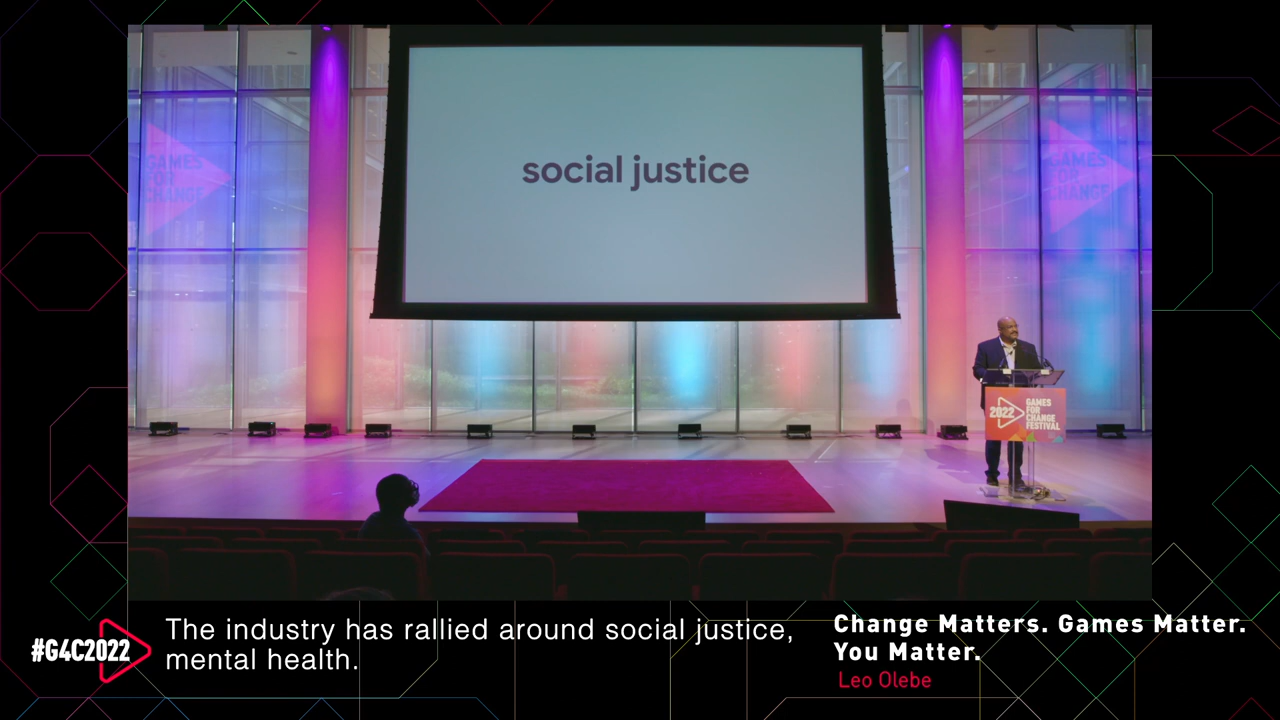 social justice
GAMES
FOR
CHANGE
GAMES
FOR
CHANGE
2022
GAMES
FOR
CHANGE
FESTIVAL
#G4C2022
The industry has rallied around social justice,
mental health.
Change Matters. Games Matter.
You Matter.
Leo Olebe